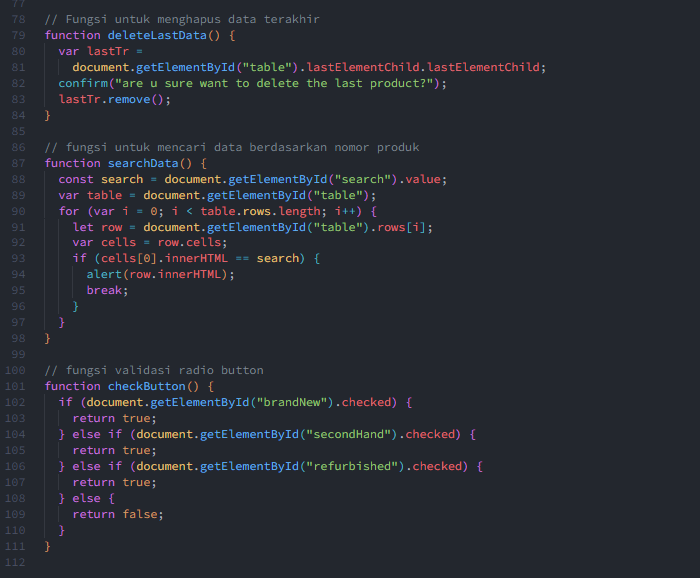 77
78 // Fungsi untuk menghapus data terakhir
79 function deleteLastData() {
80 var lastTr =
81 document.getElementById("table").lastElementChild.lastElementChild;
82 confirm("are u sure want to delete the last product?");
83 lastTr.remove();
84 }
85
86 // fungsi untuk mencari data berdasarkan nomor produk
87 function searchData() {
88 const search = document.getElementById("search").value;
89 var table = document.getElementById("table");
90 for (var i = 0; i < table.rows.length; i++) {
91 let row = document.getElementById("table").rows[i];
92 var cells = row.cells;
93 if (cells[0].innerHTML == search) {
94 alert(row.innerHTML);
95 break;
96 }
97 }
98 }
99
100 // fungsi validasi radio button
101 function checkButton() {
102 if (document.getElementById("brandNew").checked) {
103 return true;
104 } else if (document.getElementById("secondHand").checked) {
105 return true;
106 } else if (document.getElementById("refurbished").checked) {
107 return true;
108 } else {
109 return false;
110 }
111 }
112